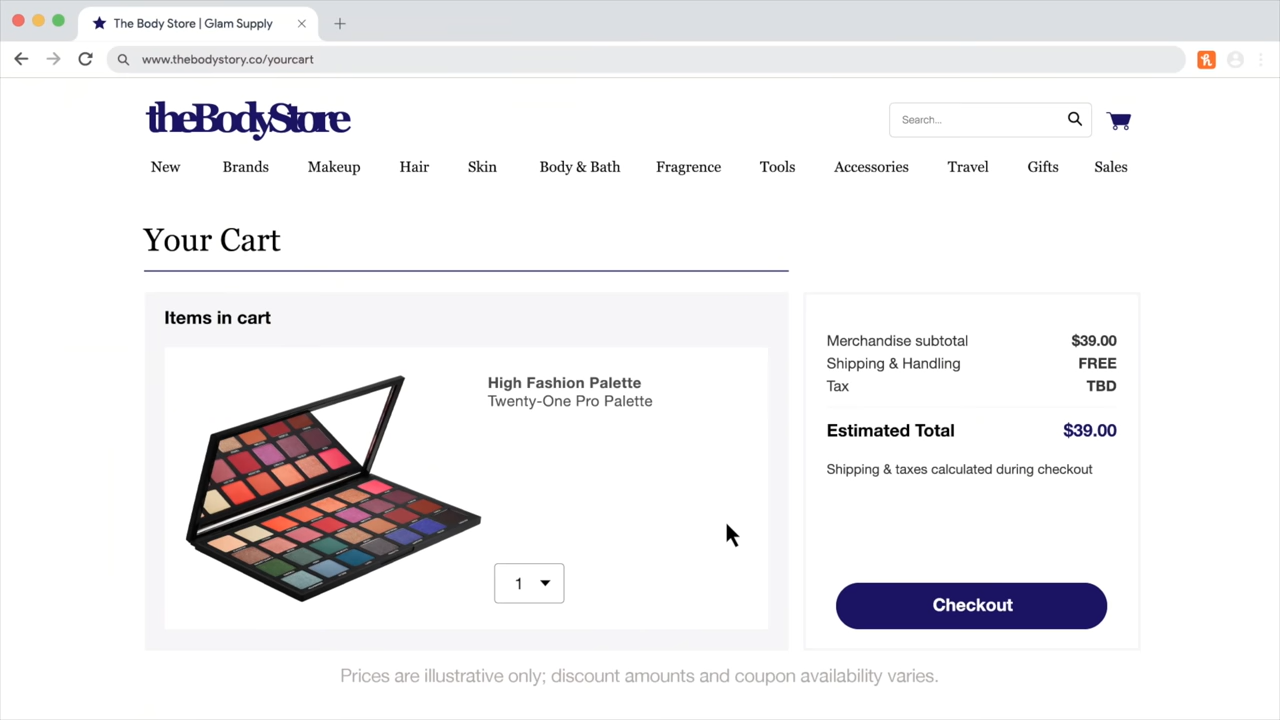 The Body Store | Glam Supply
www.thebodystory.co/yourcart
theBodyStore
Search...
New Brands Makeup Hair Skin Body & Bath Fragrence Tools Accessories Travel Gifts Sales
Your Cart
Items in cart
High Fashion Palette
Twenty-One Pro Palette
1
Merchandise subtotal $39.00
Shipping & Handling FREE
Tax TBD
Estimated Total $39.00
Shipping & taxes calculated during checkout
Checkout
Prices are illustrative only; discount amounts and coupon availability varies.